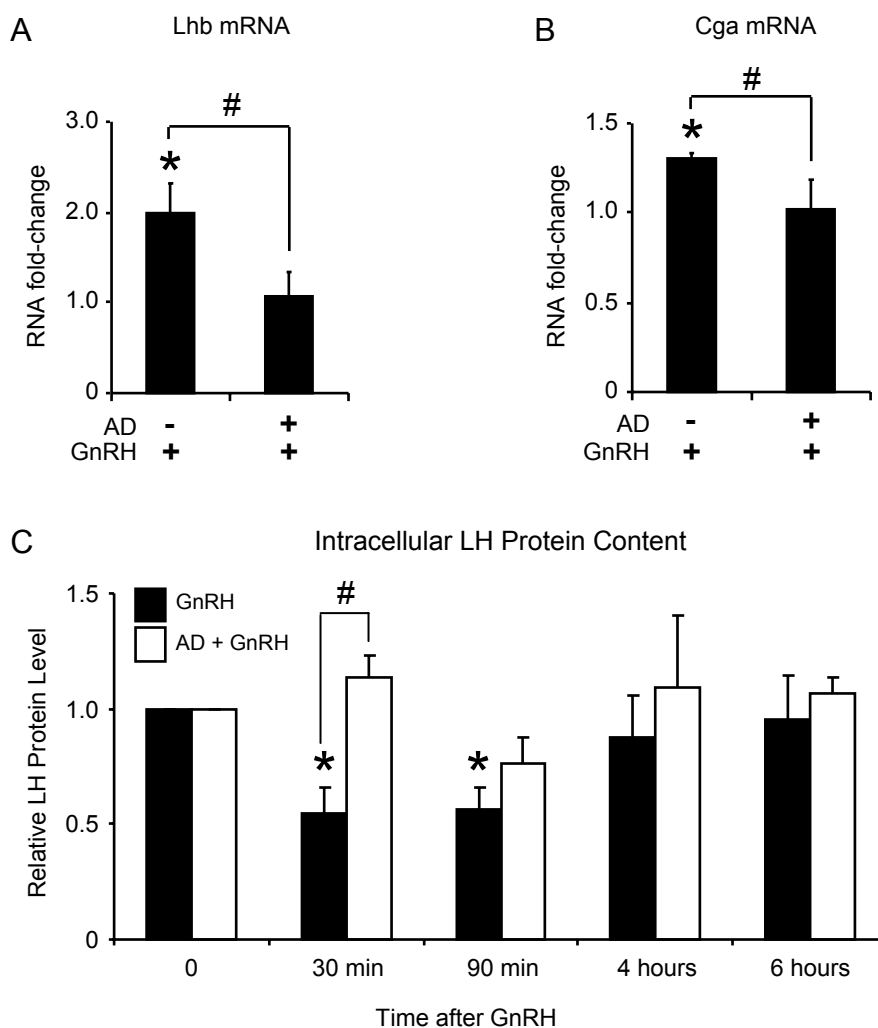 A
Lhb mRNA
#
*
RNA fold-change
3.0
2.0
1.0
0
AD - +
GnRH + +
B
Cga mRNA
#
*
RNA fold-change
1.5
1.0
0.5
0
AD - +
GnRH + +
C
Intracellular LH Protein Content
GnRH
AD + GnRH
#
* *
Relative LH Protein Level
1.5
1.0
0.5
0
0 30 min 90 min 4 hours 6 hours
Time after GnRH